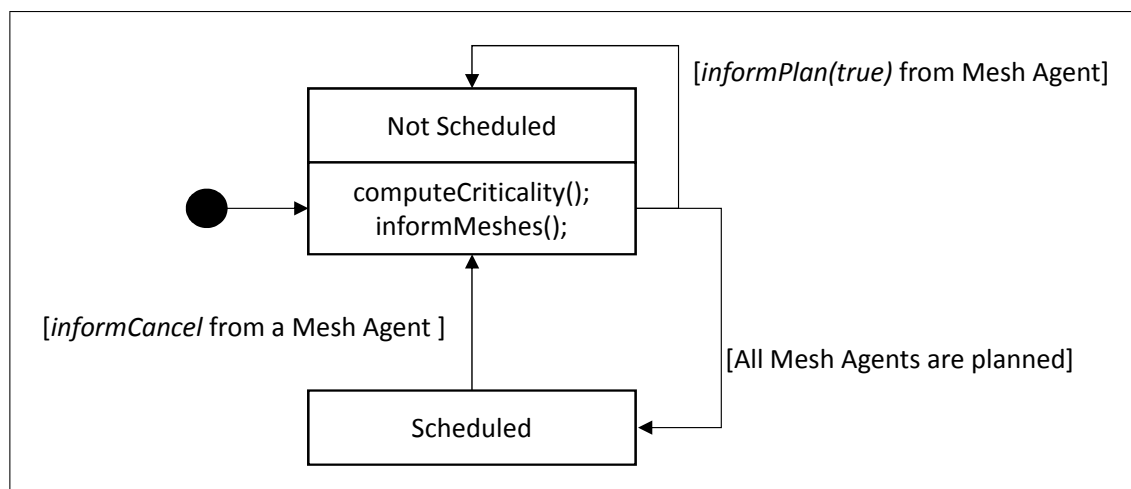 [informPlan(true) from Mesh Agent]
Not Scheduled
computeCriticality();
informMeshes();
[informCancel from a Mesh Agent ]
[All Mesh Agents are planned]
Scheduled